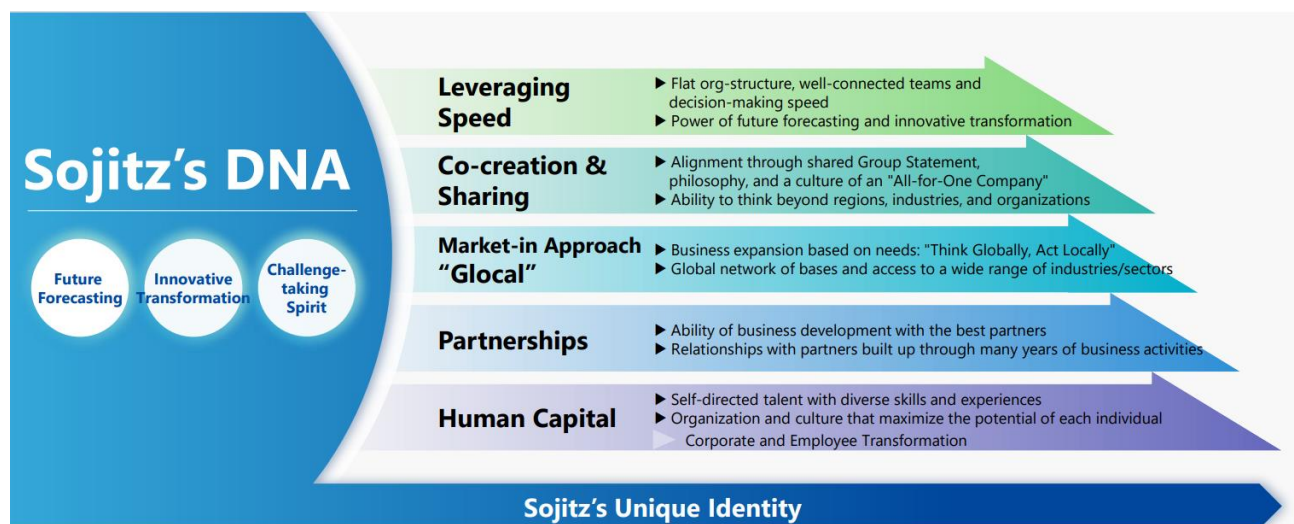 Sojitz's DNA
Future
Forecasting
Innovative
Transformation
Challenge-
taking
Spirit
Leveraging
Speed
▶ Flat org-structure, well-connected teams and
decision-making speed
▶ Power of future forecasting and innovative transformation
Co-creation &
Sharing
▶ Alignment through shared Group Statement,
philosophy, and a culture of an "All-for-One Company"
▶ Ability to think beyond regions, industries, and organizations
Market-in Approach
“Glocal”
▶ Business expansion based on needs: "Think Globally, Act Locally"
▶ Global network of bases and access to a wide range of industries/sectors
Partnerships
▶ Ability of business development with the best partners
▶ Relationships with partners built up through many years of business activities
Human Capital
▶ Self-directed talent with diverse skills and experiences
▶ Organization and culture that maximize the potential of each individual
▶ Corporate and Employee Transformation
Sojitz's Unique Identity